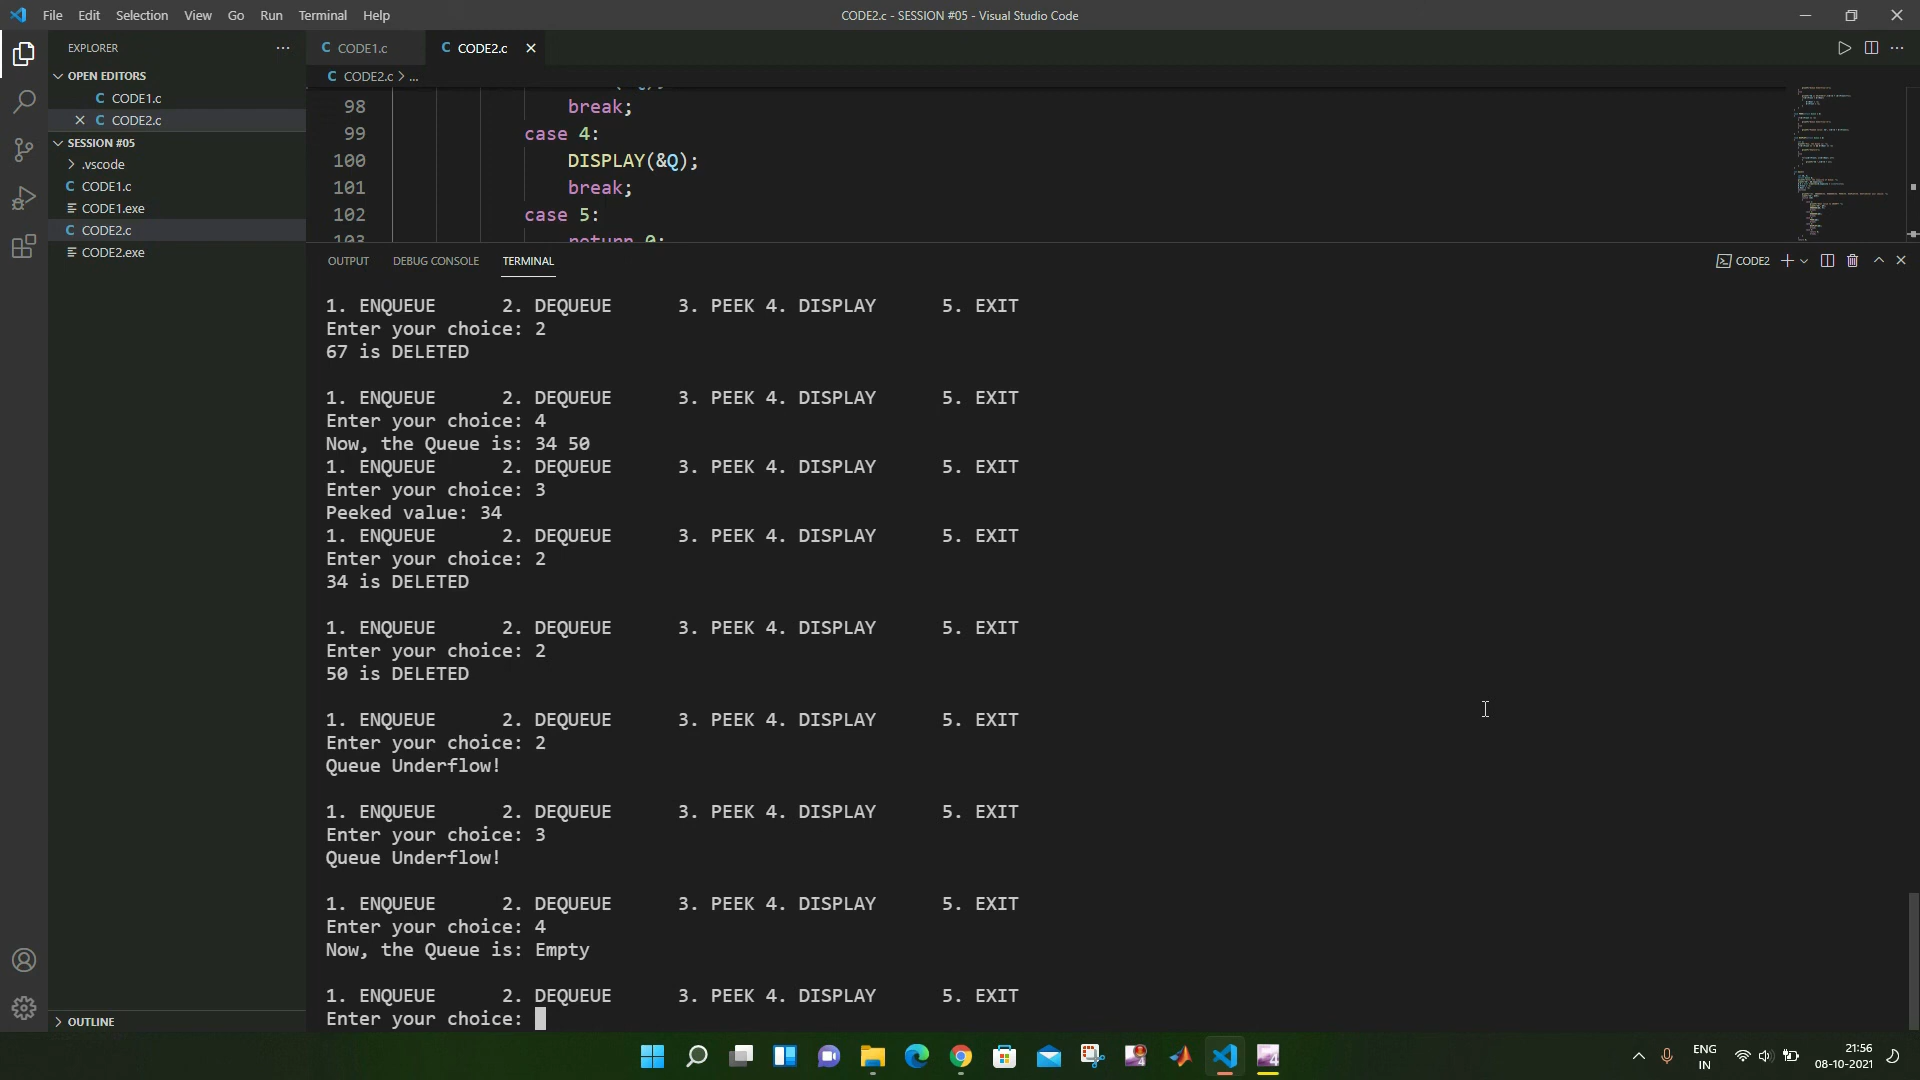 File Edit Selection View Go Run Terminal Help
CODE2.c - SESSION #05 - Visual Studio Code
EXPLORER
OPEN EDITORS
C CODE1.c
C CODE2.c
SESSION #05
.vscode
C CODE1.c
CODE1.exe
C CODE2.c
CODE2.exe
OUTLINE
C CODE1.c
C CODE2.c
C CODE2.c > ...
98 break;
99 case 4:
100 DISPLAY(&Q);
101 break;
102 case 5:
103 return 0;
OUTPUT DEBUG CONSOLE TERMINAL
CODE2
1. ENQUEUE 2. DEQUEUE 3. PEEK 4. DISPLAY 5. EXIT
Enter your choice: 2
67 is DELETED
1. ENQUEUE 2. DEQUEUE 3. PEEK 4. DISPLAY 5. EXIT
Enter your choice: 4
Now, the Queue is: 34 50
1. ENQUEUE 2. DEQUEUE 3. PEEK 4. DISPLAY 5. EXIT
Enter your choice: 3
Peeked value: 34
1. ENQUEUE 2. DEQUEUE 3. PEEK 4. DISPLAY 5. EXIT
Enter your choice: 2
34 is DELETED
1. ENQUEUE 2. DEQUEUE 3. PEEK 4. DISPLAY 5. EXIT
Enter your choice: 2
50 is DELETED
1. ENQUEUE 2. DEQUEUE 3. PEEK 4. DISPLAY 5. EXIT
Enter your choice: 2
Queue Underflow!
1. ENQUEUE 2. DEQUEUE 3. PEEK 4. DISPLAY 5. EXIT
Enter your choice: 3
Queue Underflow!
1. ENQUEUE 2. DEQUEUE 3. PEEK 4. DISPLAY 5. EXIT
Enter your choice: 4
Now, the Queue is: Empty
1. ENQUEUE 2. DEQUEUE 3. PEEK 4. DISPLAY 5. EXIT
Enter your choice:
ENG
IN
21:56
08-10-2021